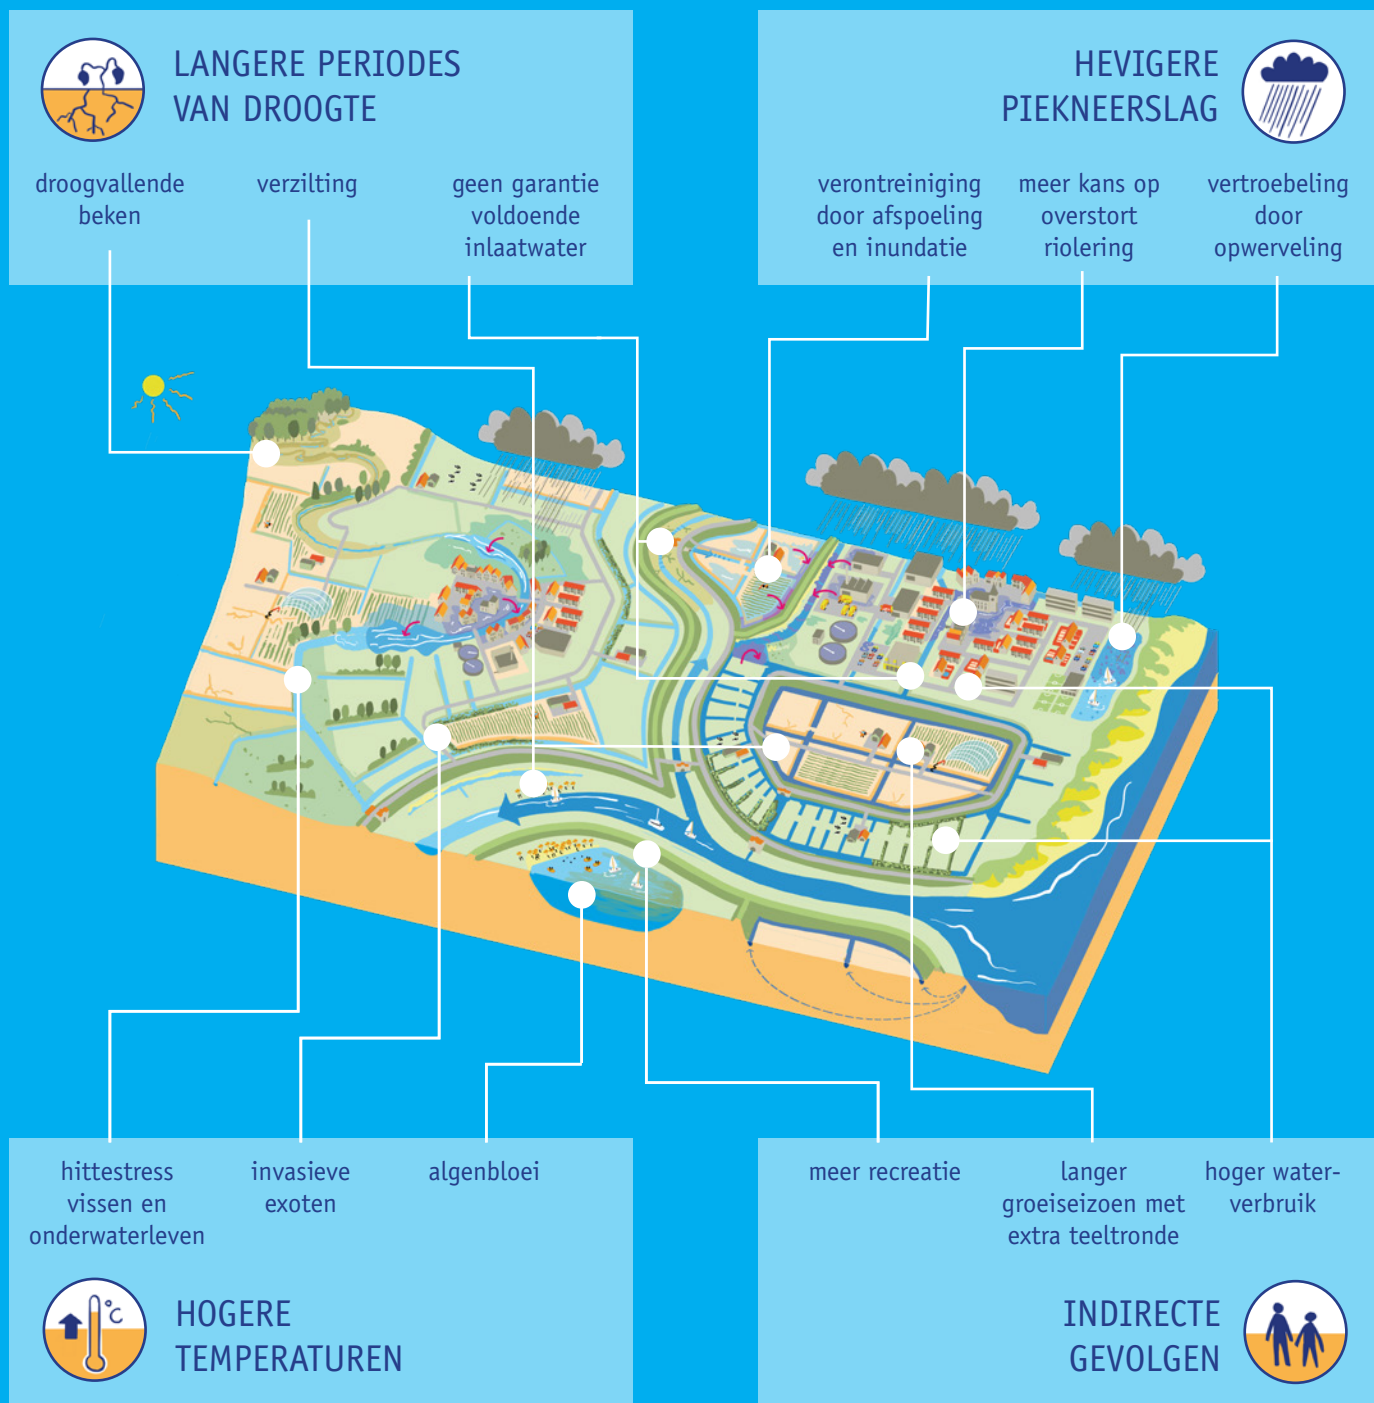 LANGERE PERIODES
VAN DROOGTE
droogvallende
beken
verzilting
geen garantie
voldoende
inlaatwater
HEVIGERE
PIEKNEERSLAG
verontreiniging
door afspoeling
en inundatie
meer kans op
overstort
riolering
vertroebeling
door
opwerveling
hittestress
vissen en
onderwaterleven
invasieve
exoten
algenbloei
°C
HOGERE
TEMPERATUREN
meer recreatie
langer
groeiseizoen met
extra teeltronde
hoger water-
verbruik
INDIRECTE
GEVOLGEN